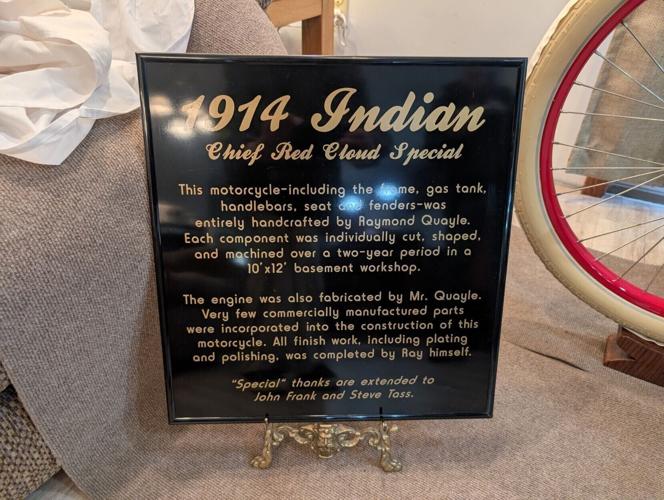 1914 Indian
Chief Red Cloud Special
This motorcycle-including the frame, gas tank,
handlebars, seat and fenders-was
entirely handcrafted by Raymond Quayle.
Each component was individually cut, shaped,
and machined over a two-year period in a
10'x12' basement workshop.
The engine was also fabricated by Mr. Quayle.
Very few commercially manufactured parts
were incorporated into the construction of this
motorcycle. All finish work, including plating
and polishing, was completed by Ray himself.
"Special" thanks are extended to
John Frank and Steve Tass.